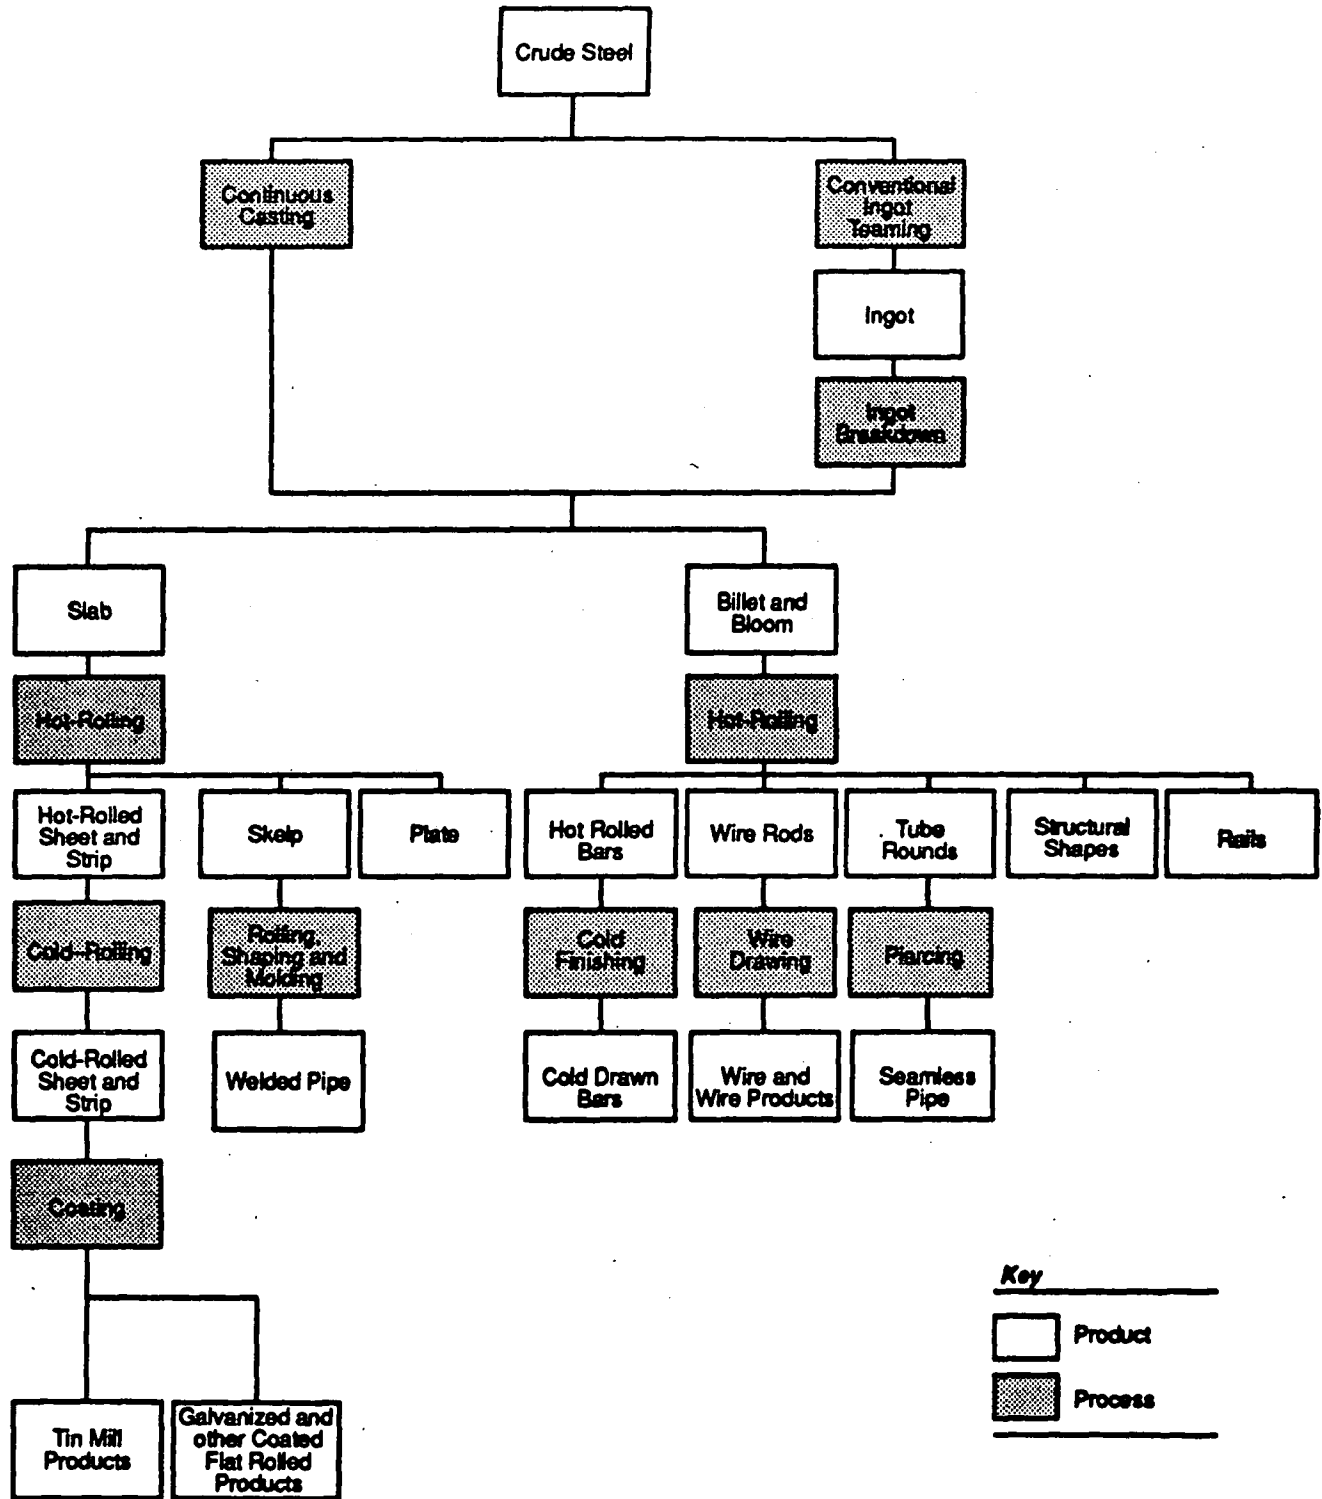 Crude Steel
Continuous
Casting
Conventional
Ingot
Teaming
Ingot
Ingot
Breakdown
Slab
Billet and
Bloom
Hot-Rolling
Hot-Rolling
Hot-Rolled
Sheet and
Strip
Skelp
Plate
Hot Rolled
Bars
Wire Rods
Tube
Rounds
Structural
Shapes
Rails
Cold-Rolling
Rolling,
Shaping and
Molding
Cold
Finishing
Wire
Drawing
Piercing
Cold-Rolled
Sheet and
Strip
Welded Pipe
Cold Drawn
Bars
Wire and
Wire Products
Seamless
Pipe
Coating
Key
Product
Process
Tin Mill
Products
Galvanized and
other Coated
Flat Rolled
Products